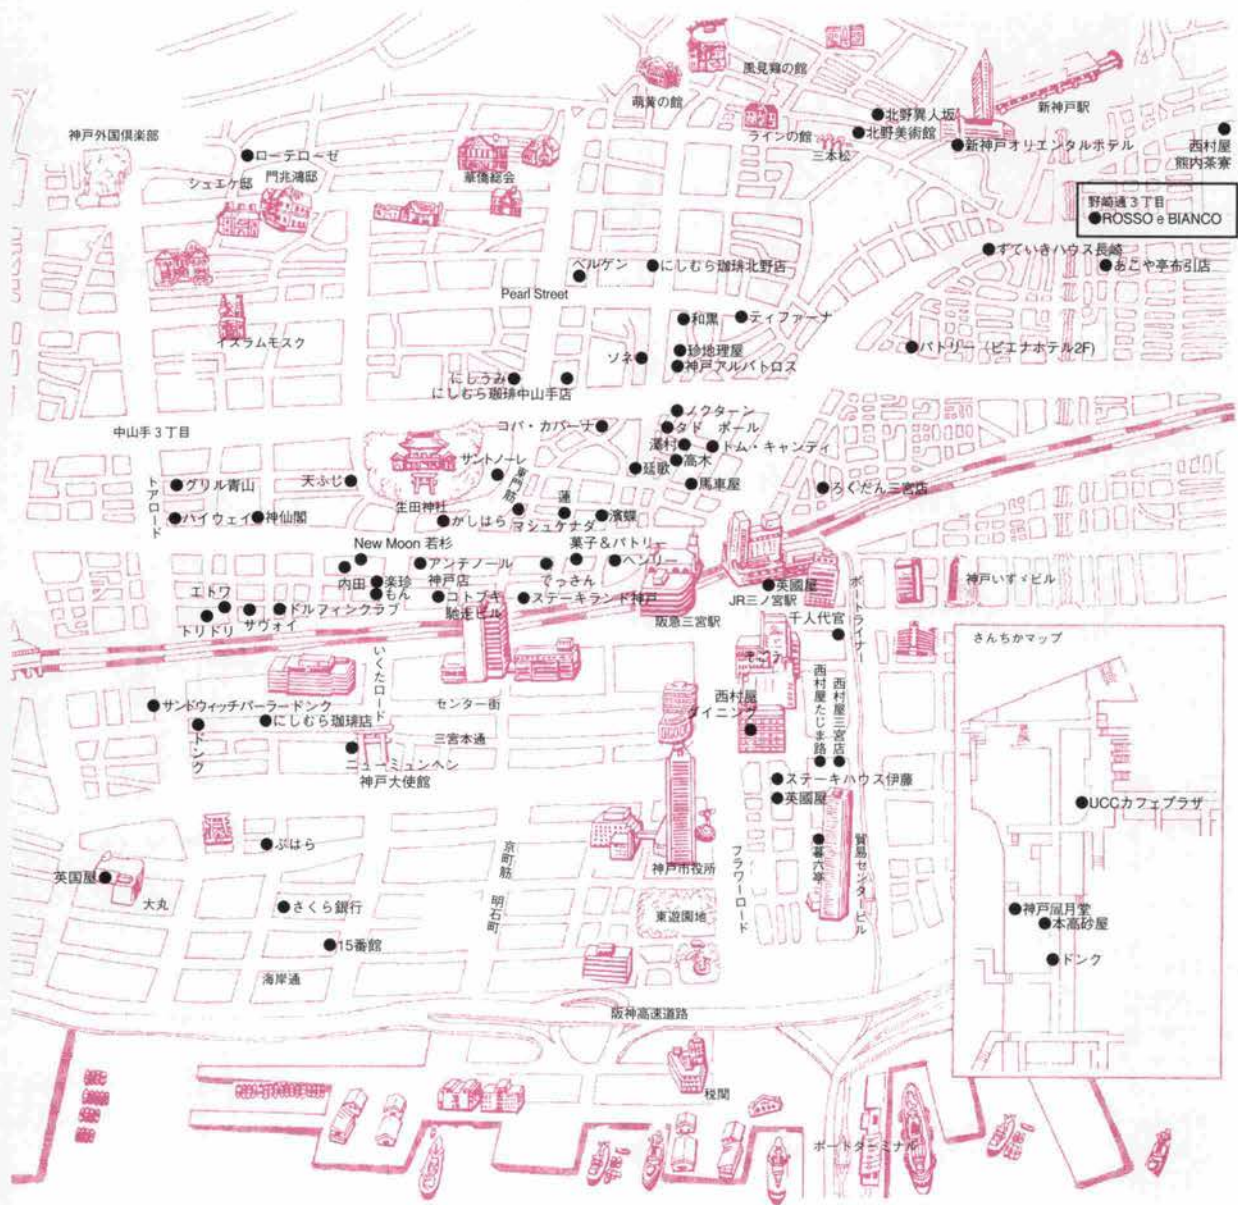 風見鶏の館
萌黄の館
新神戸駅
神戸外国倶楽部
北野異人坂
ラインの館
北野美術館
三本松
新神戸オリエンタルホテル
西村屋
熊内茶寮
ローテローゼ
シュエケ邸
門兆鴻邸
華僑総会
野崎通3丁目
ROSSO e BIANCO
すていきハウス長崎
あこや亭布引店
ベルゲン
にしむら珈琲北野店
Pearl Street
和黒
ティファーナ
イスラムモスク
珍地理屋
ソネ
神戸アルバトロス
パトリー (ピエナホテル2F)
にしうみ
にしむら珈琲中山手店
ノクターン
中山手3丁目
コパ・カバーナ
タド ポール
澤村
トム・キャンティ
サントノーレ
延歌
高木
トアロード
グリル青山
天ふじ
東門筋
馬車屋
ろくだん三宮店
生田神社
蓮
ハイウェイ
神仙閣
かしはら
マシュケナダ
濱蝶
New Moon 若杉
菓子&パトリー
アンテノール
神戸店
でっさん
ヘンリー
内田
楽珍
もん
英國屋
JR三ノ宮駅
ポートライナー
神戸いすゞビル
エトワ
ドルフィンクラブ
コトブキ
馳走ビル
ステーキランド神戸
阪急三宮駅
トリドリ
サヴォイ
千人代官
さんちかマップ
いくたロード
そごう
サンドウィッチパーラードンク
センター街
西村屋
ダイニング
西村屋たじま路
西村屋三宮店
にしむら珈琲店
ドンク
三宮本通
ニューミュンヘン
神戸大使館
ステーキハウス伊藤
英國屋
UCCカフェプラザ
ぶはら
京町筋
神戸市役所
フラワーロード
暮六亭
貿易センタービル
英国屋
大丸
さくら銀行
明石町
東遊園地
神戸凮月堂
本高砂屋
15番館
ドンク
海岸通
阪神高速道路
税関
ポートターミナル